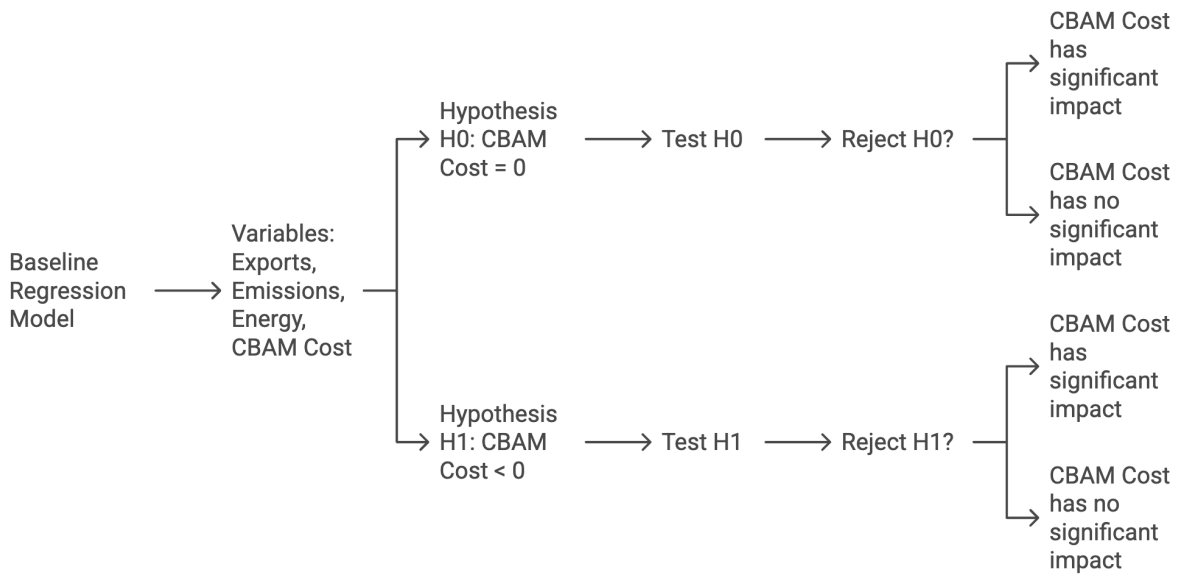 Baseline
Regression
Model
Variables:
Exports,
Emissions,
Energy,
CBAM Cost
Hypothesis
H0: CBAM
Cost = 0
Test H0
Reject H0?
CBAM Cost
has
significant
impact
CBAM Cost
has no
significant
impact
Hypothesis
H1: CBAM
Cost < 0
Test H1
Reject H1?
CBAM Cost
has
significant
impact
CBAM Cost
has no
significant
impact